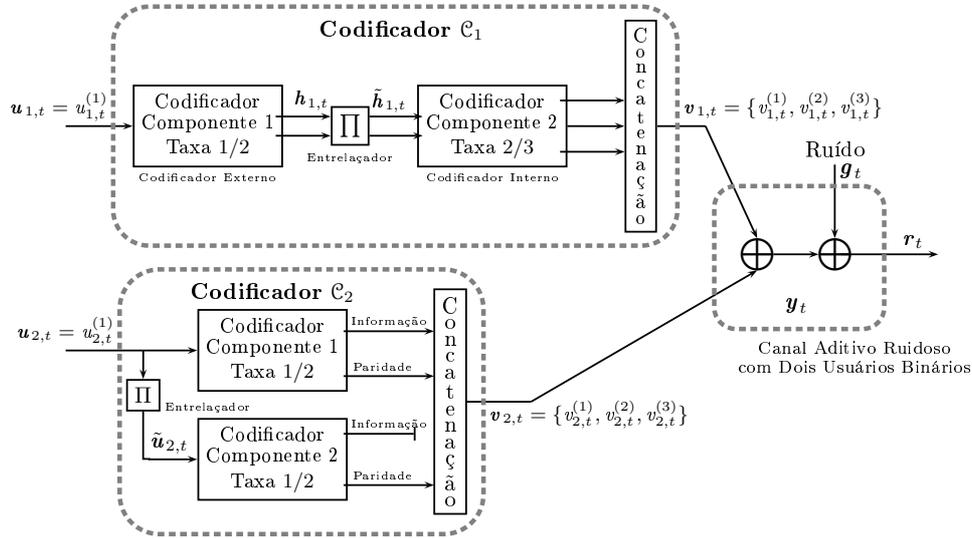 Codificador 𝒞₁
u₁,ₜ = u₁,ₜ⁽¹⁾
Codificador
Componente 1
Taxa 1/2
Codificador Externo
h₁,ₜ
∏
Entrelaçador
h̃₁,ₜ
Codificador
Componente 2
Taxa 2/3
Codificador Interno
Concatenação
v₁,ₜ = {v₁,ₜ⁽¹⁾, v₁,ₜ⁽²⁾, v₁,ₜ⁽³⁾}
Ruído
gₜ
rₜ
yₜ
Canal Aditivo Ruidoso
com Dois Usuários Binários
Codificador 𝒞₂
u₂,ₜ = u₂,ₜ⁽¹⁾
Codificador
Componente 1
Taxa 1/2
Informação
Paridade
Π
Entrelaçador
ũ₂,ₜ
Codificador
Componente 2
Taxa 1/2
Informação
Paridade
Concatenação
v₂,ₜ = {v₂,ₜ⁽¹⁾, v₂,ₜ⁽²⁾, v₂,ₜ⁽³⁾}